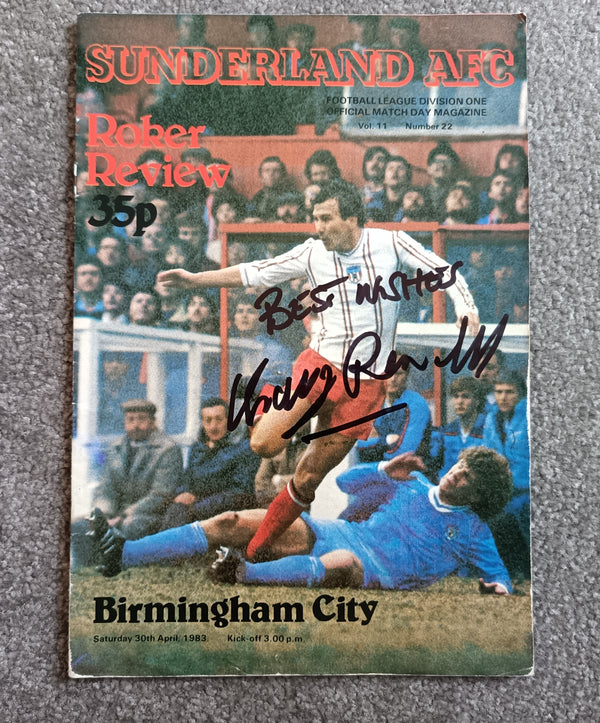 SUNDERLAND AFC
FOOTBALL LEAGUE DIVISION ONE
OFFICIAL MATCH DAY MAGAZINE
Vol. 11 Number 22
Roker
Review
35p
BEST WISHES
Birmingham City
Saturday 30th April, 1983 Kick-off 3.00 p.m.